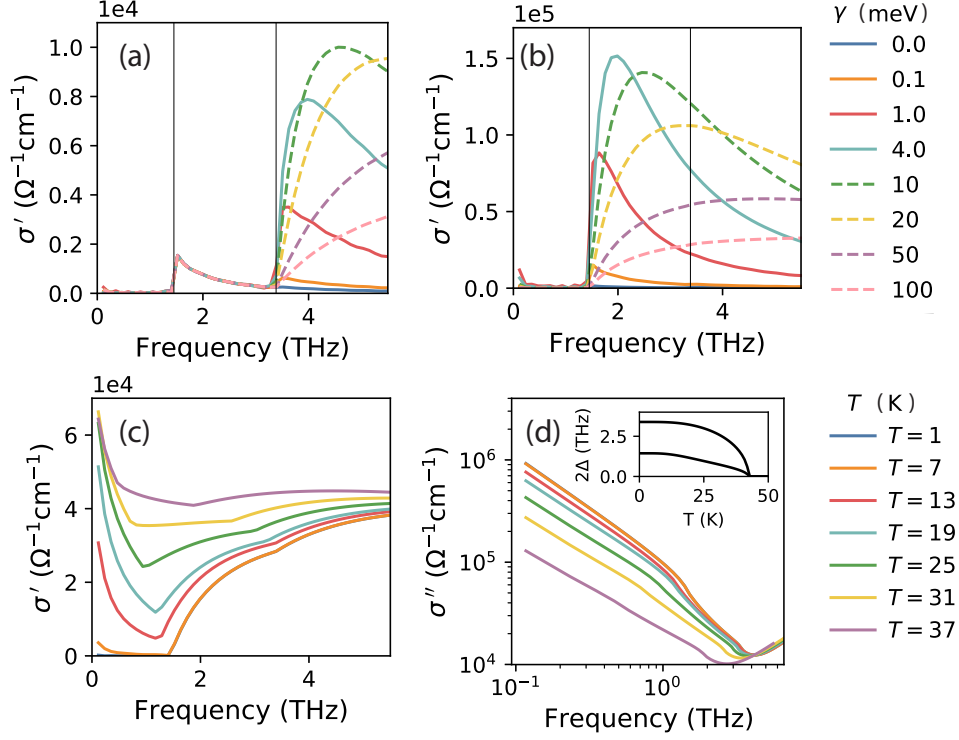 1e4
(a)
σ′ (Ω⁻¹cm⁻¹)
1.0
0.8
0.6
0.4
0.2
0.0
0
2
4
Frequency (THz)
1e5
(b)
σ′ (Ω⁻¹cm⁻¹)
1.5
1.0
0.5
0.0
0
2
4
Frequency (THz)
γ (meV)
0.0
0.1
1.0
4.0
10
20
50
100
1e4
(c)
σ′ (Ω⁻¹cm⁻¹)
6
4
2
0
0
2
4
Frequency (THz)
(d)
σ″ (Ω⁻¹cm⁻¹)
10⁶
10⁵
10⁴
10⁻¹
10⁰
Frequency (THz)
2Δ (THz)
2.5
0.0
0
25
50
T (K)
T (K)
T = 1
T = 7
T = 13
T = 19
T = 25
T = 31
T = 37